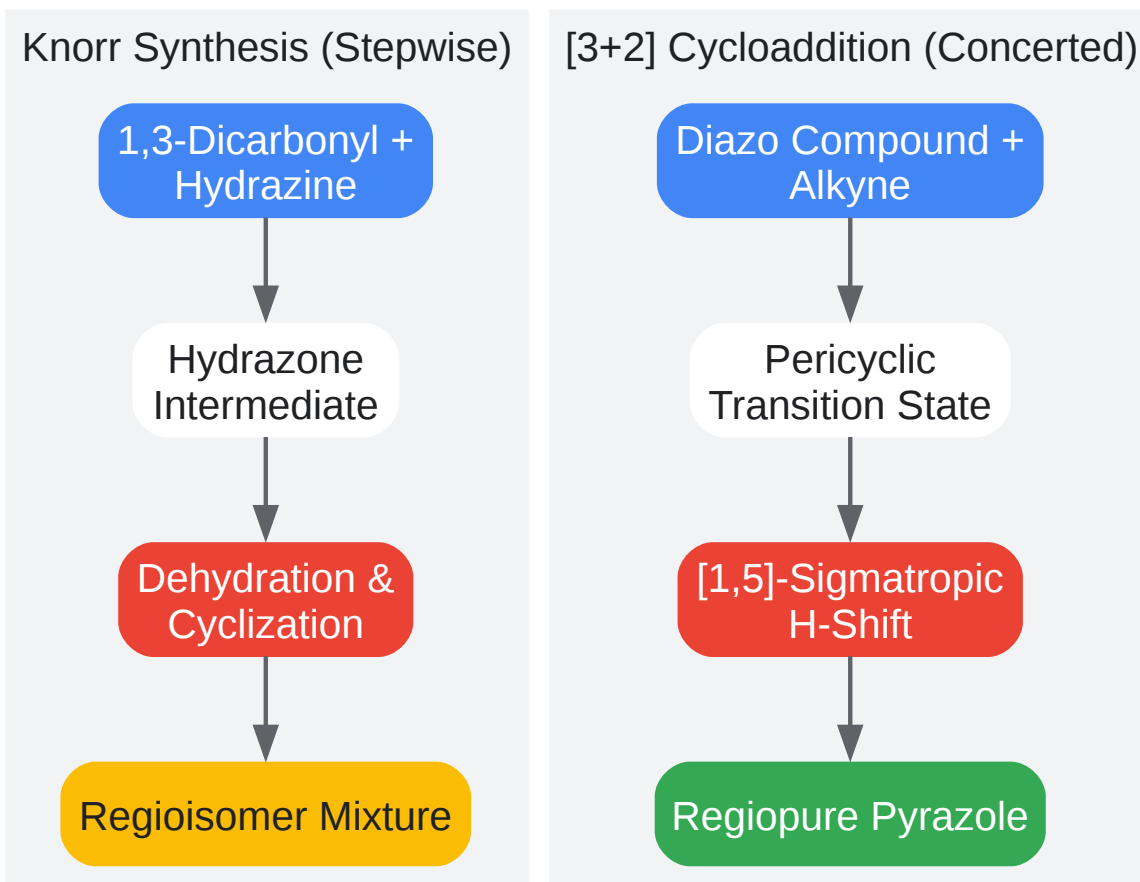 Knorr Synthesis (Stepwise)
1,3-Dicarbonyl +
Hydrazine
Hydrazone
Intermediate
Dehydration &
Cyclization
Regioisomer Mixture
[3+2] Cycloaddition (Concerted)
Diazo Compound +
Alkyne
Pericyclic
Transition State
[1,5]-Sigmatropic
H-Shift
Regiopure Pyrazole